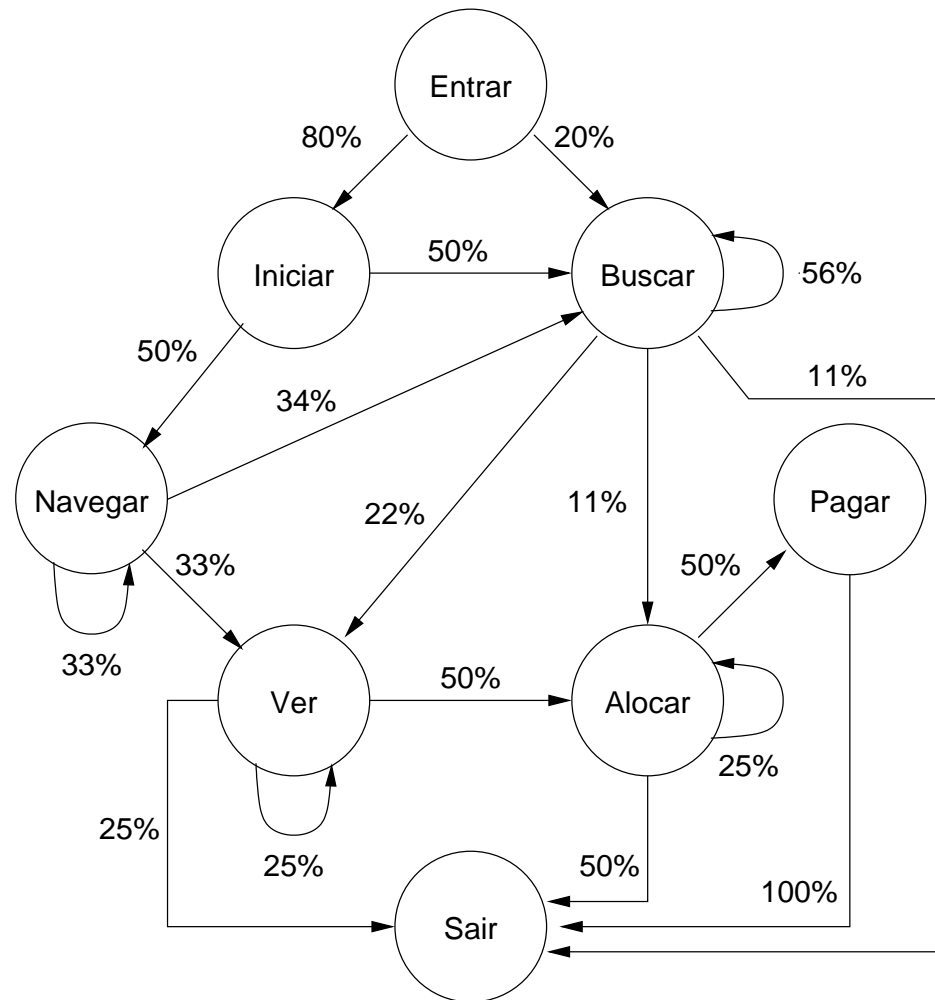 Entrar
80%
20%
Iniciar
50%
Buscar
56%
50%
34%
11%
Navegar
22%
11%
Pagar
33%
50%
33%
Ver
50%
Alocar
25%
25%
25%
50%
100%
Sair